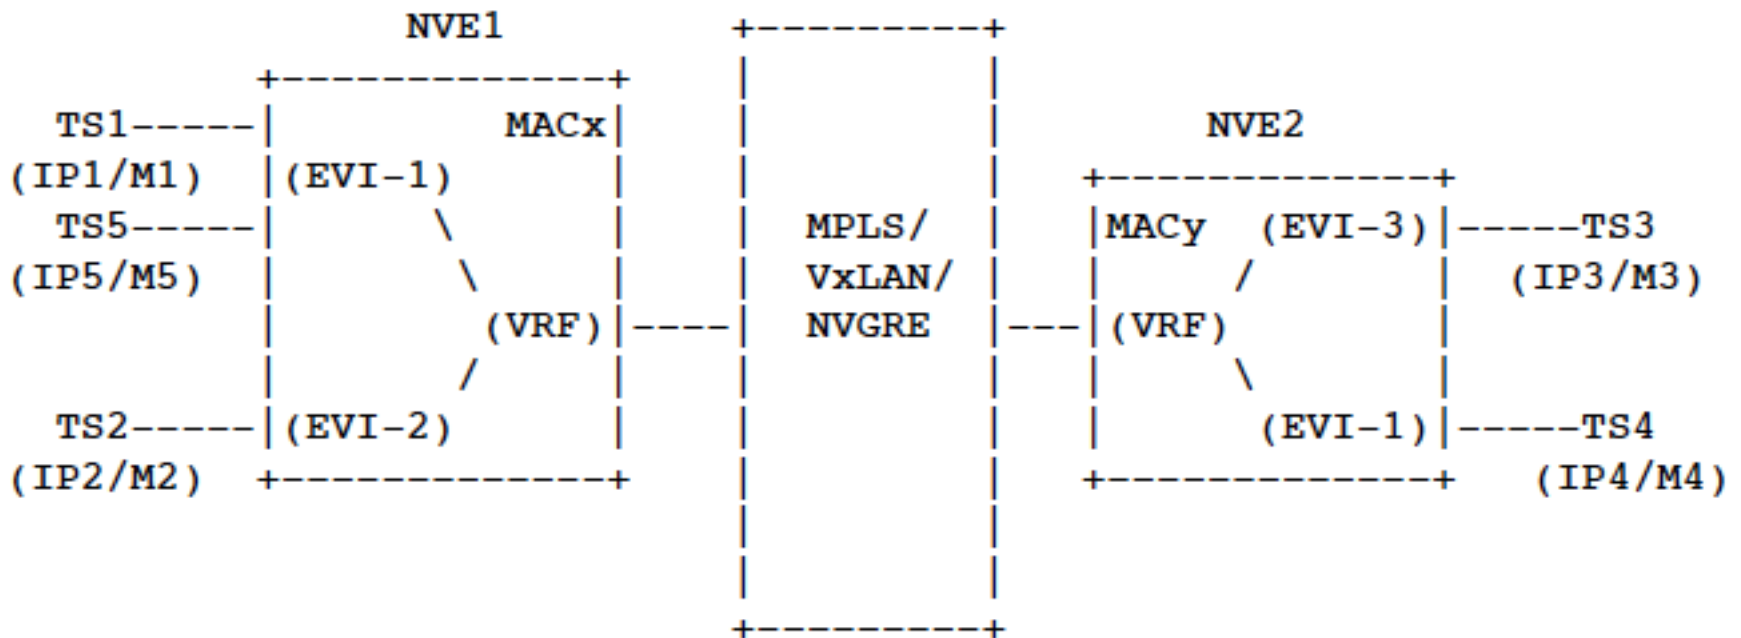 NVE1 +---------+
+-------------+ | |
TS1-----| MACx| | | NVE2
(IP1/M1) |(EVI-1) | | | +-------------+
TS5-----| \ | | MPLS/ | |MACy (EVI-3)|-----TS3
(IP5/M5) | \ | | VxLAN/ | | / | (IP3/M3)
| (VRF)|----| NVGRE |---|(VRF) |
| / | | | | \ |
TS2-----|(EVI-2) | | | | (EVI-1)|-----TS4
(IP2/M2) +-------------+ | | +-------------+ (IP4/M4)
| |
| |
+---------+